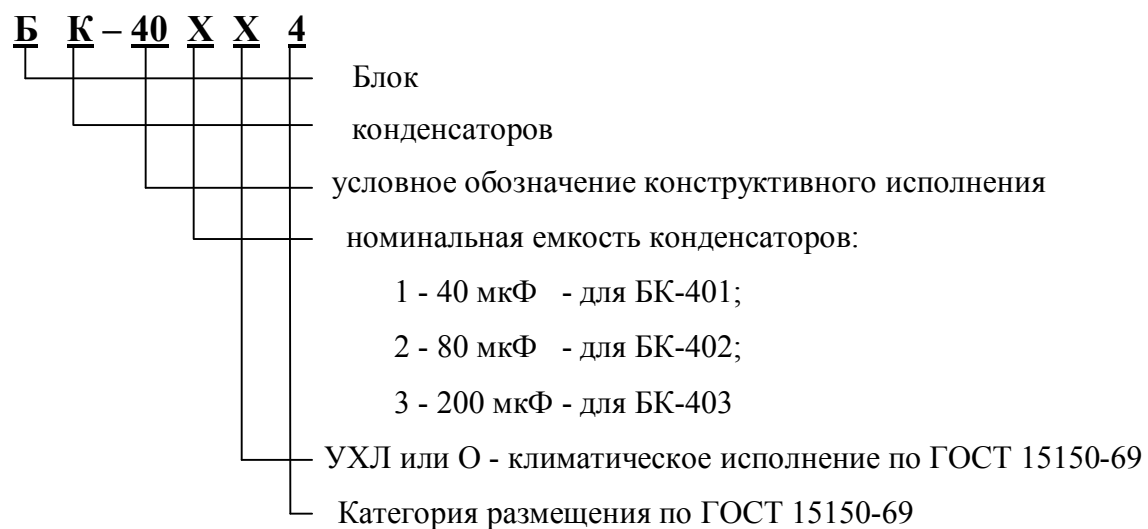 Б К – 40 Х Х 4
Блок
конденсаторов
условное обозначение конструктивного исполнения
номинальная емкость конденсаторов:
1 - 40 мкФ - для БК-401;
2 - 80 мкФ - для БК-402;
3 - 200 мкФ - для БК-403
УХЛ или О - климатическое исполнение по ГОСТ 15150-69
Категория размещения по ГОСТ 15150-69